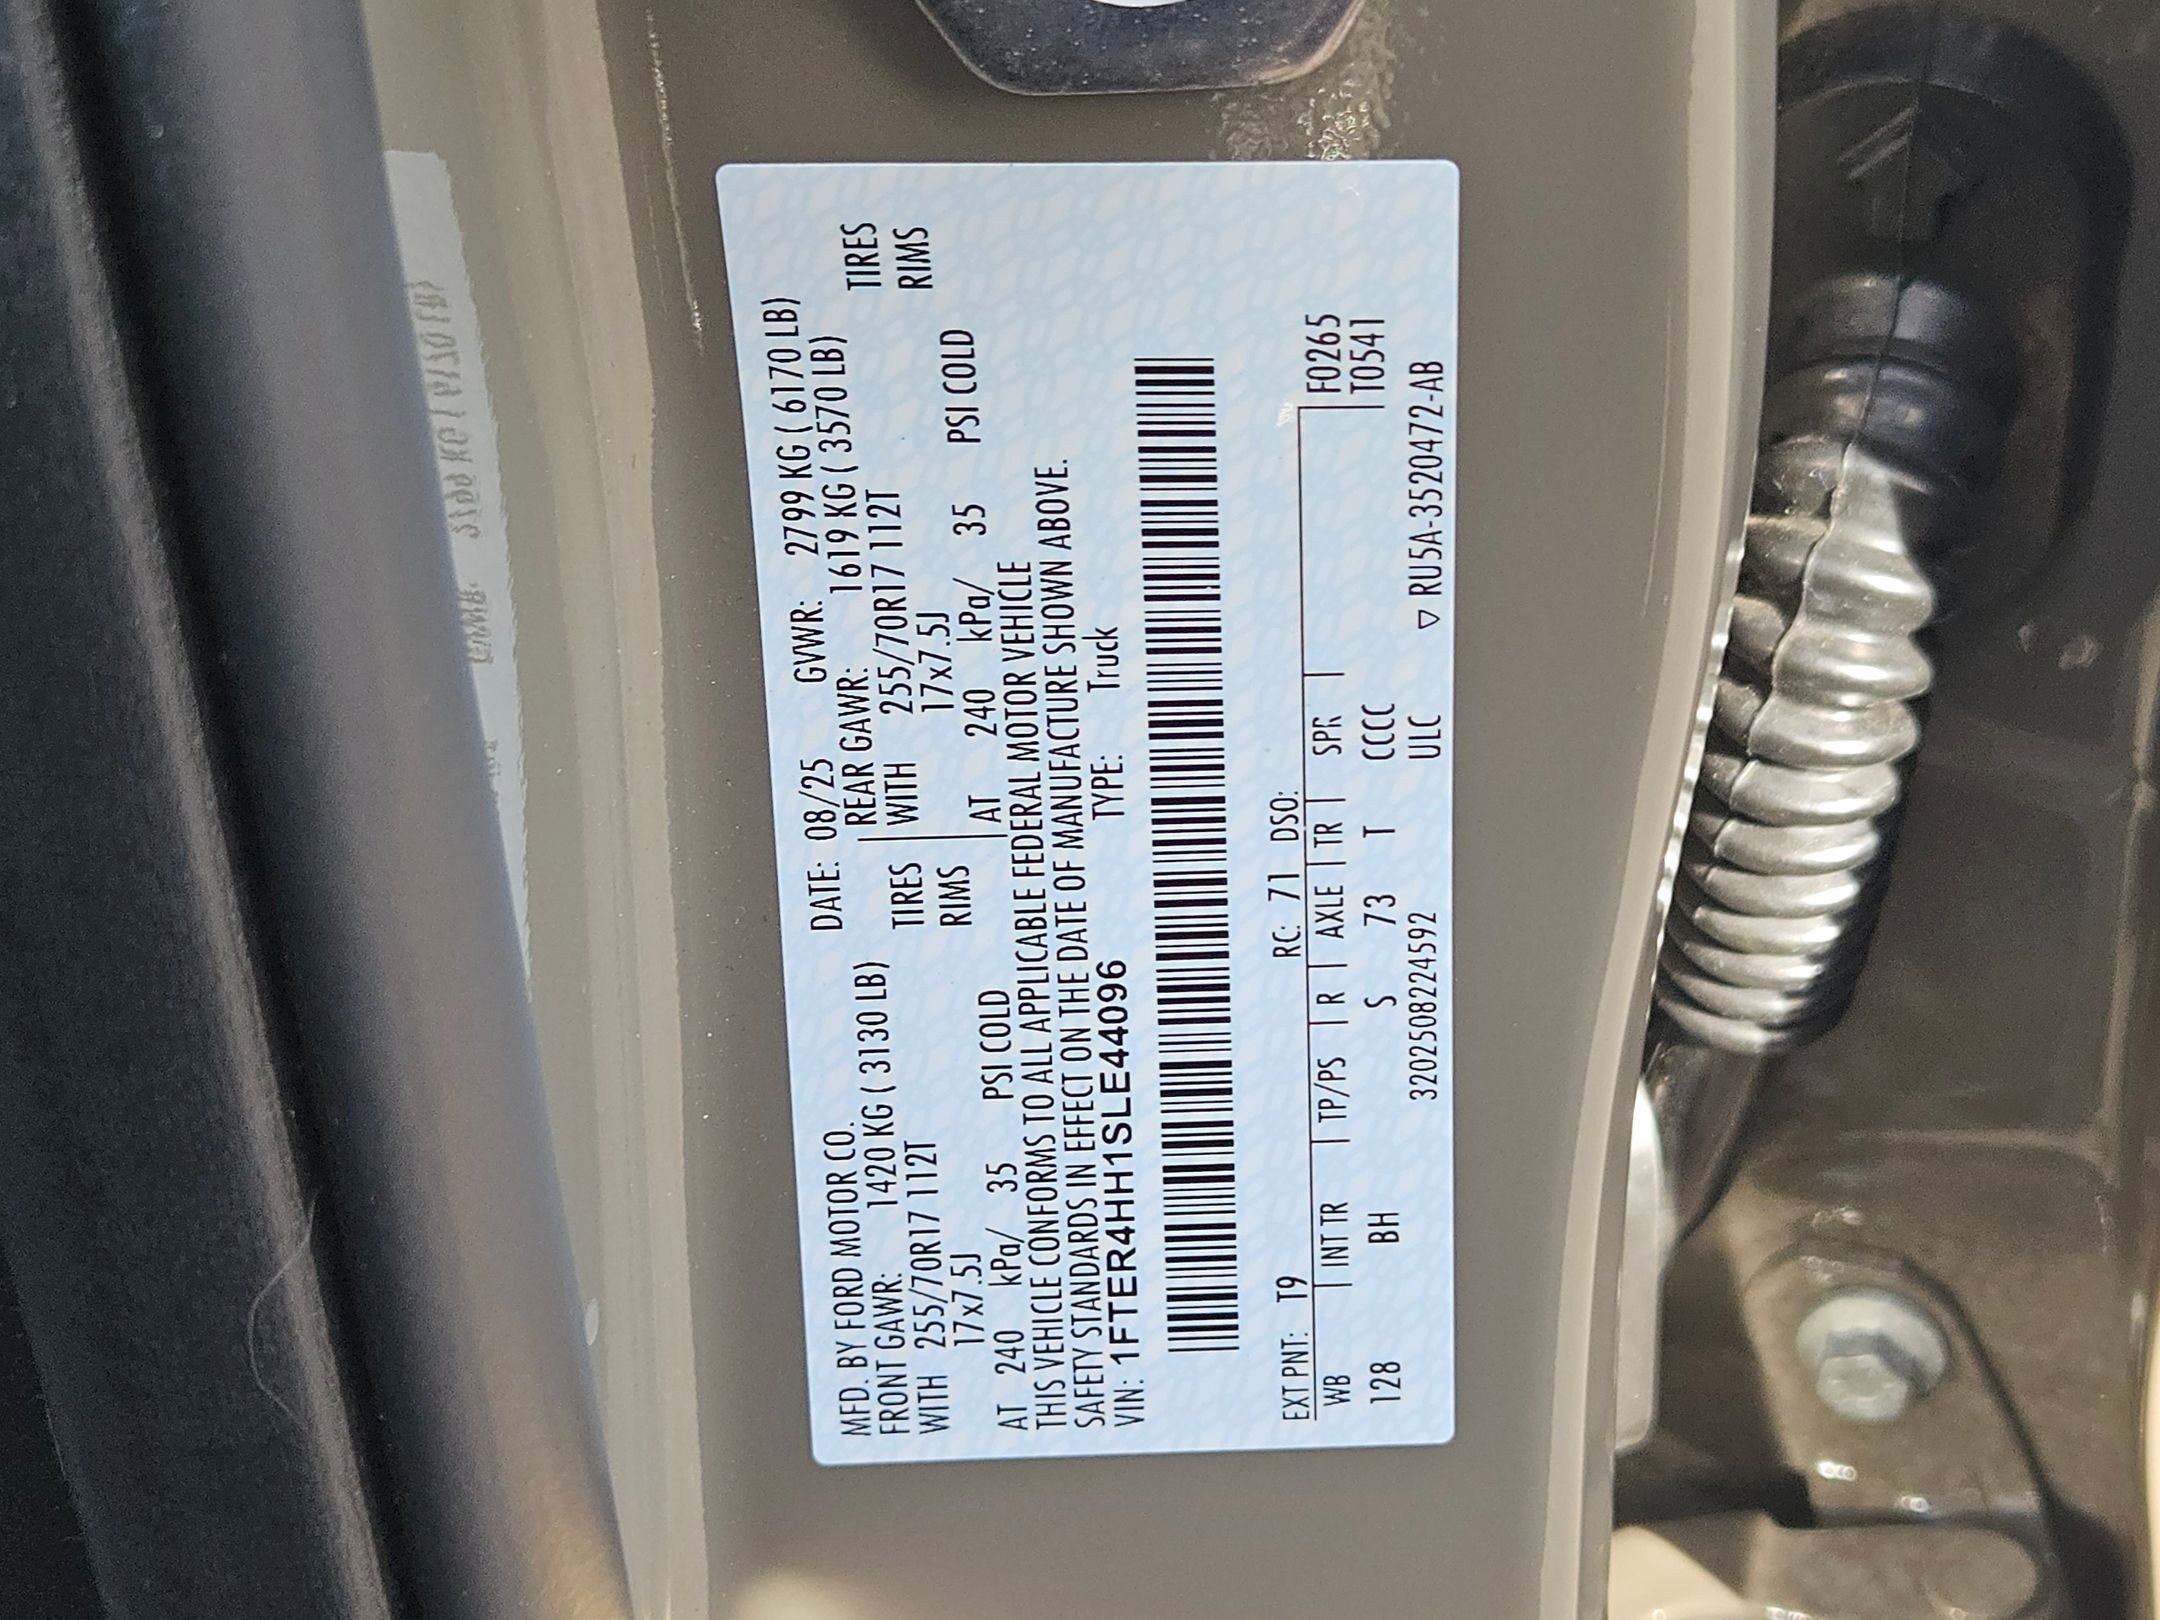 MFD. BY FORD MOTOR CO. DATE: 08/25 GVWR: 2799 KG ( 6170 LB)
FRONT GAWR: 1420 KG ( 3130 LB) REAR GAWR: 1619 KG ( 3570 LB)
WITH 255/70R17 112T TIRES WITH 255/70R17 112T TIRES
17x7.5J RIMS 17x7.5J RIMS
AT 240 kPa/ 35 PSI COLD AT 240 kPa/ 35 PSI COLD
THIS VEHICLE CONFORMS TO ALL APPLICABLE FEDERAL MOTOR VEHICLE
SAFETY STANDARDS IN EFFECT ON THE DATE OF MANUFACTURE SHOWN ABOVE.
VIN: 1FTER4HH1SLE44096 TYPE: Truck
EXT PNT: T9 RC: 71 DSO: F0265
WB INT TR TP/PS R AXLE TR SPR T0541
128 BH S 73 T CCCC
320250822459​2 ULC ▽ RU5A-3520472-AB